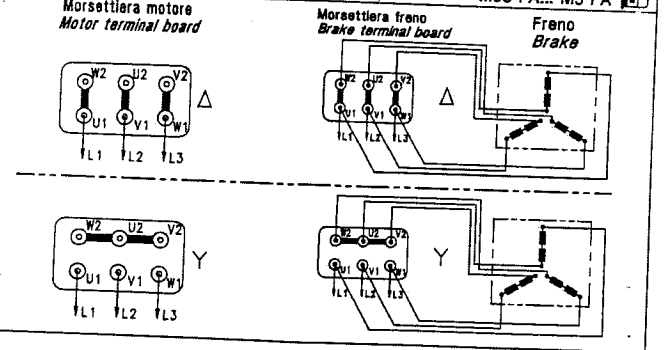 Morsettiera motore
Motor terminal board
Morsettiera freno
Brake terminal board
Freno
Brake
W2 U2 V2
U1 V1 W1
Δ
L1 L2 L3
W2 U2 V2
U1 V1 W1
Δ
L1 L2 L3
W2 U2 V2
U1 V1 W1
Y
L1 L2 L3
W2 U2 V2
U1 V1 W1
Y
L1 L2 L3